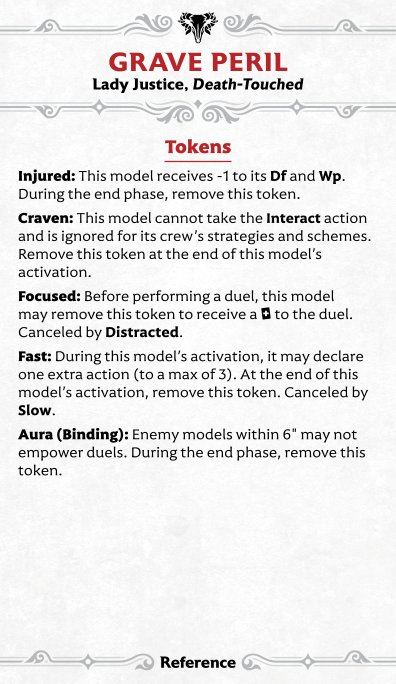 GRAVE PERIL
Lady Justice, Death-Touched
Tokens
Injured: This model receives -1 to its Df and Wp.
During the end phase, remove this token.
Craven: This model cannot take the Interact action
and is ignored for its crew's strategies and schemes.
Remove this token at the end of this model's
activation.
Focused: Before performing a duel, this model
may remove this token to receive a to the duel.
Canceled by Distracted.
Fast: During this model's activation, it may declare
one extra action (to a max of 3). At the end of this
model's activation, remove this token. Canceled by
Slow.
Aura (Binding): Enemy models within 6" may not
empower duels. During the end phase, remove this
token.
Reference